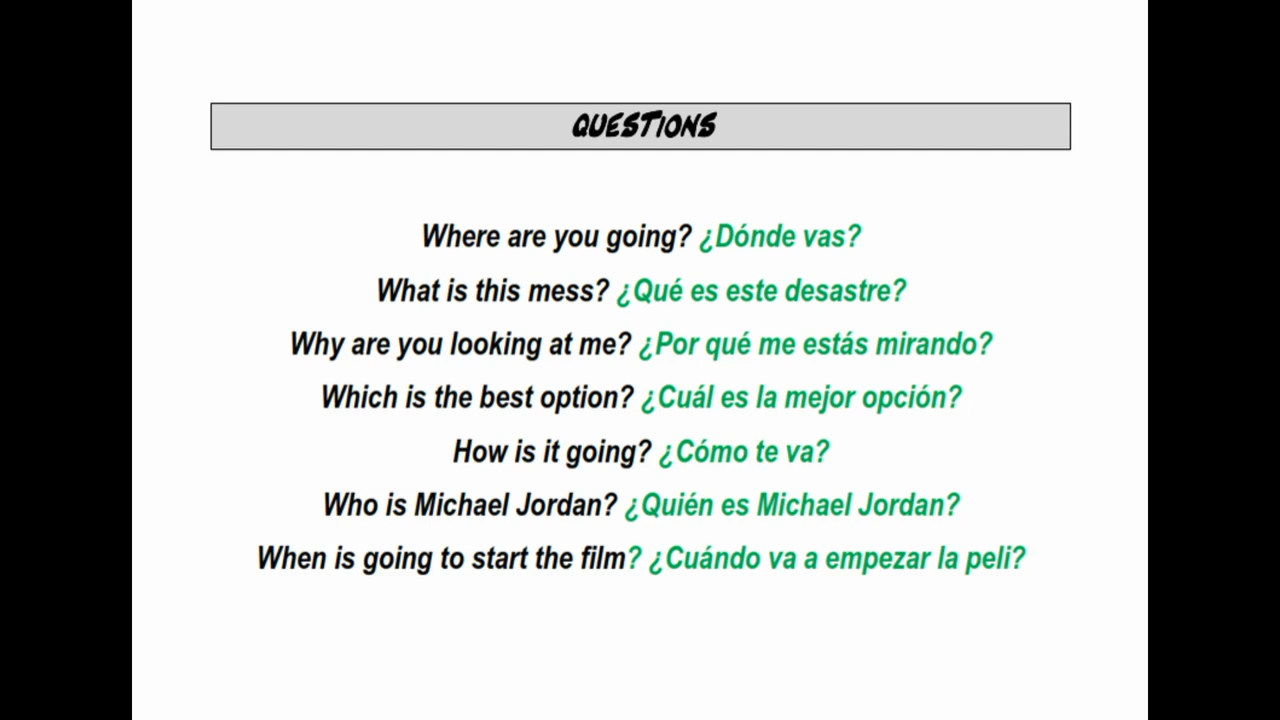 QUESTIONS
Where are you going? ¿Dónde vas?
What is this mess? ¿Qué es este desastre?
Why are you looking at me? ¿Por qué me estás mirando?
Which is the best option? ¿Cuál es la mejor opción?
How is it going? ¿Cómo te va?
Who is Michael Jordan? ¿Quién es Michael Jordan?
When is going to start the film? ¿Cuándo va a empezar la peli?